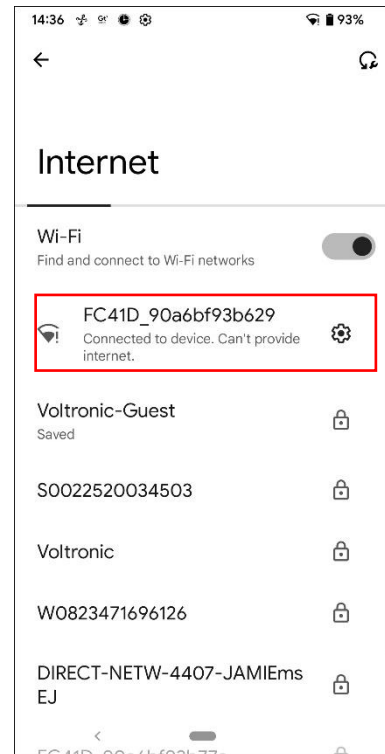 14:36 93%
Internet
Wi-Fi
Find and connect to Wi-Fi networks
FC41D_90a6bf93b629
Connected to device. Can't provide
internet.
Voltronic-Guest
Saved
S0022520034503
Voltronic
W0823471696126
DIRECT-NETW-4407-JAMIEms
EJ